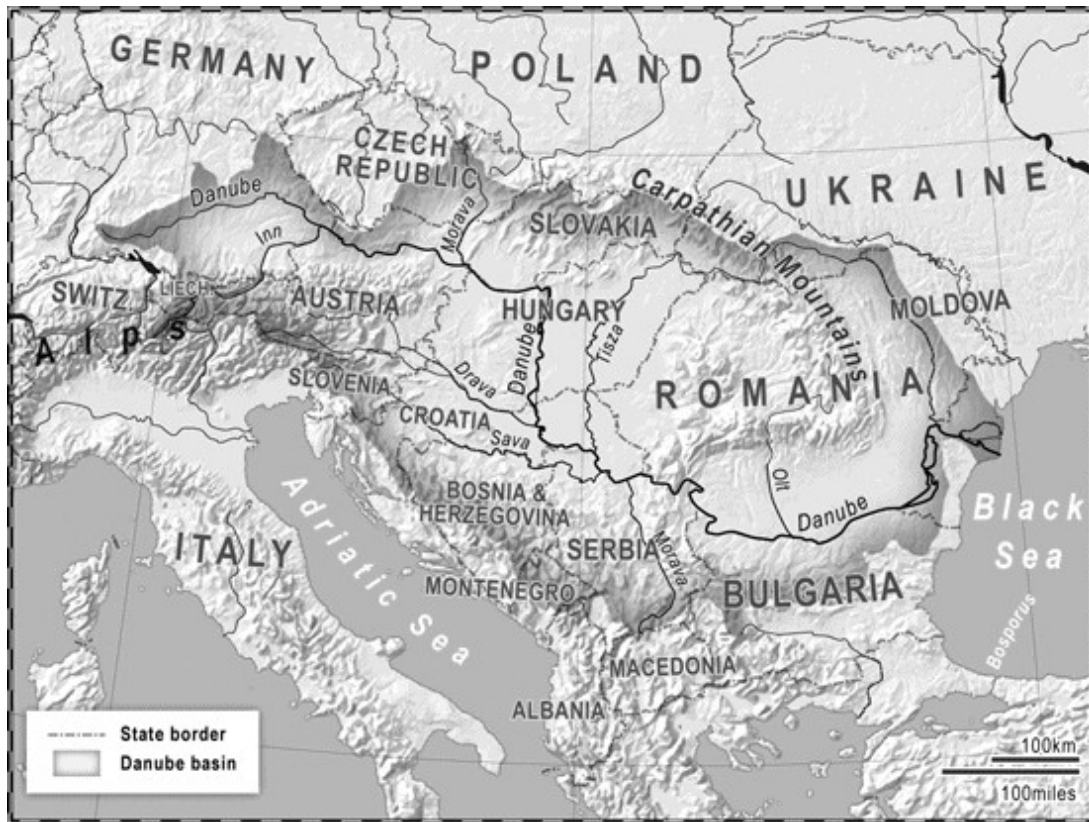 GERMANY
POLAND
CZECH
REPUBLIC
UKRAINE
Carpathian Mountains
Danube
Morava
SLOVAKIA
Inn
SWITZ.
LIECH.
AUSTRIA
HUNGARY
MOLDOVA
Alps
Danube
Tisza
Drava
SLOVENIA
ROMANIA
CROATIA
Sava
Olt
BOSNIA &
HERZEGOVINA
Danube
Black
Sea
Adriatic Sea
ITALY
SERBIA
Morava
MONTENEGRO
BULGARIA
Bosporus
MACEDONIA
ALBANIA
State border
Danube basin
100km
100miles